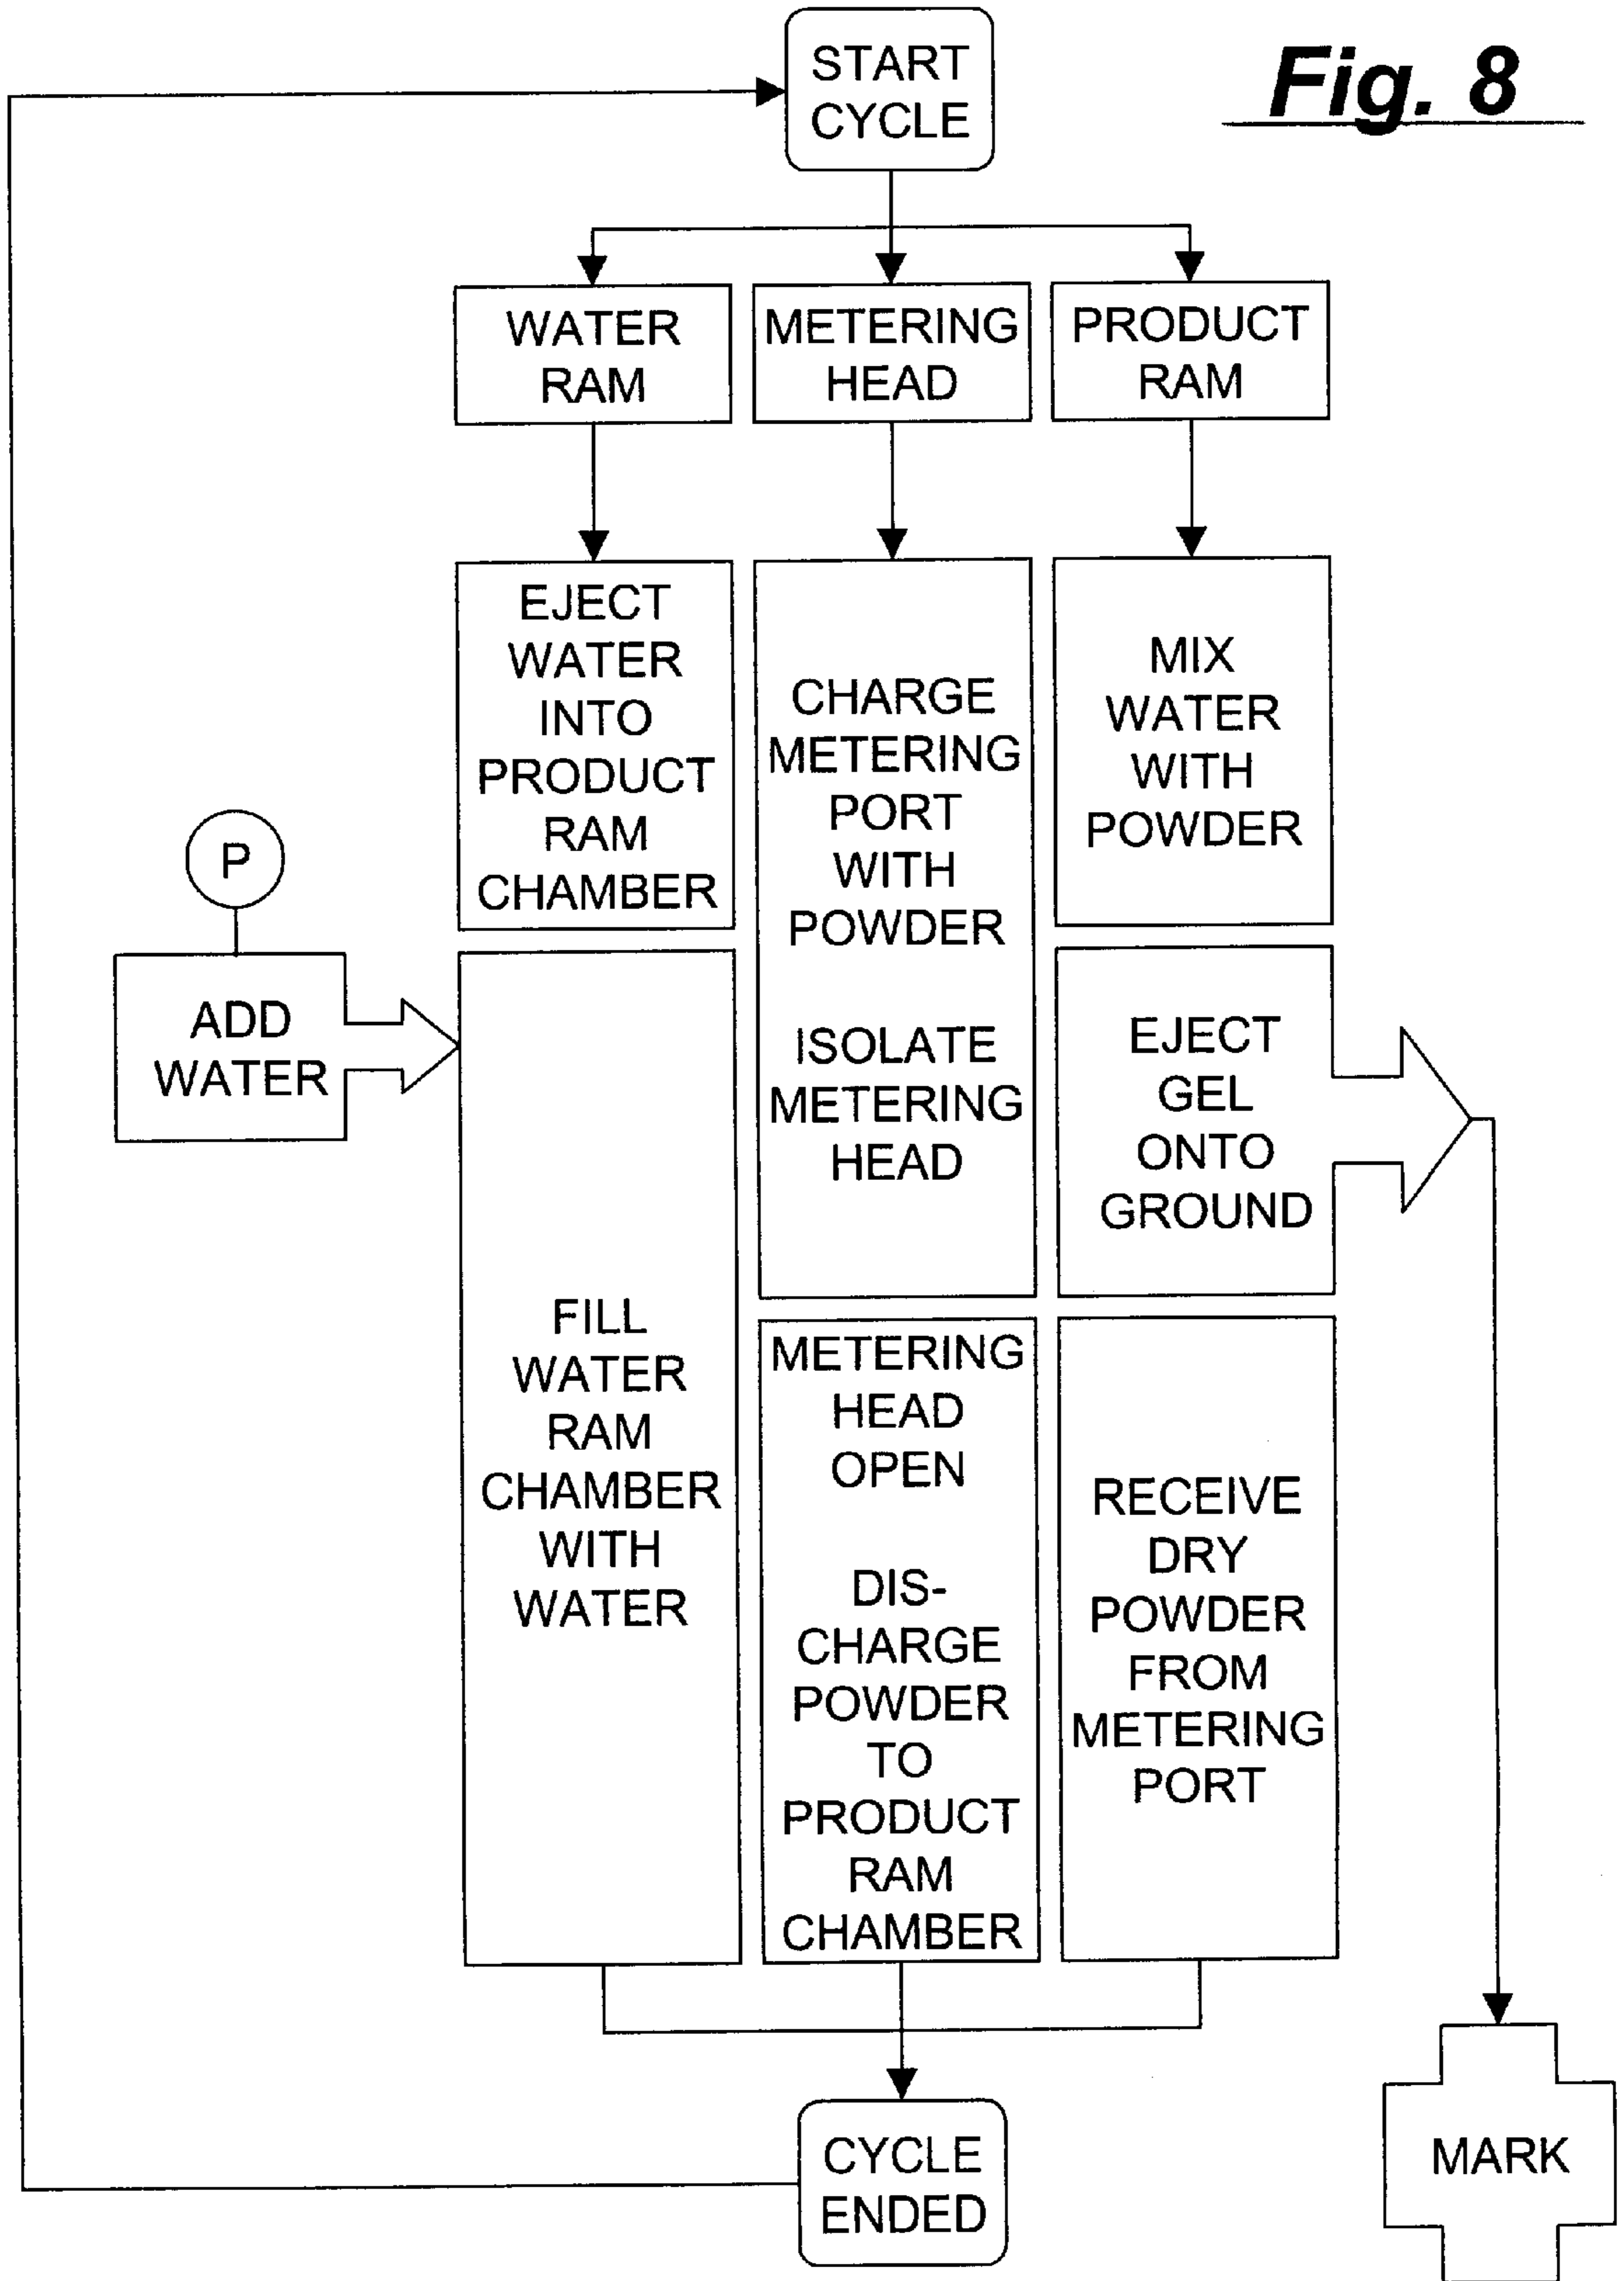 Fig. 8
START
CYCLE
WATER
RAM
METERING
HEAD
PRODUCT
RAM
EJECT
WATER
INTO
PRODUCT
RAM
CHAMBER
CHARGE
METERING
PORT
WITH
POWDER
ISOLATE
METERING
HEAD
MIX
WATER
WITH
POWDER
P
ADD
WATER
FILL
WATER
RAM
CHAMBER
WITH
WATER
EJECT
GEL
ONTO
GROUND
METERING
HEAD
OPEN
DIS-
CHARGE
POWDER
TO
PRODUCT
RAM
CHAMBER
RECEIVE
DRY
POWDER
FROM
METERING
PORT
CYCLE
ENDED
MARK